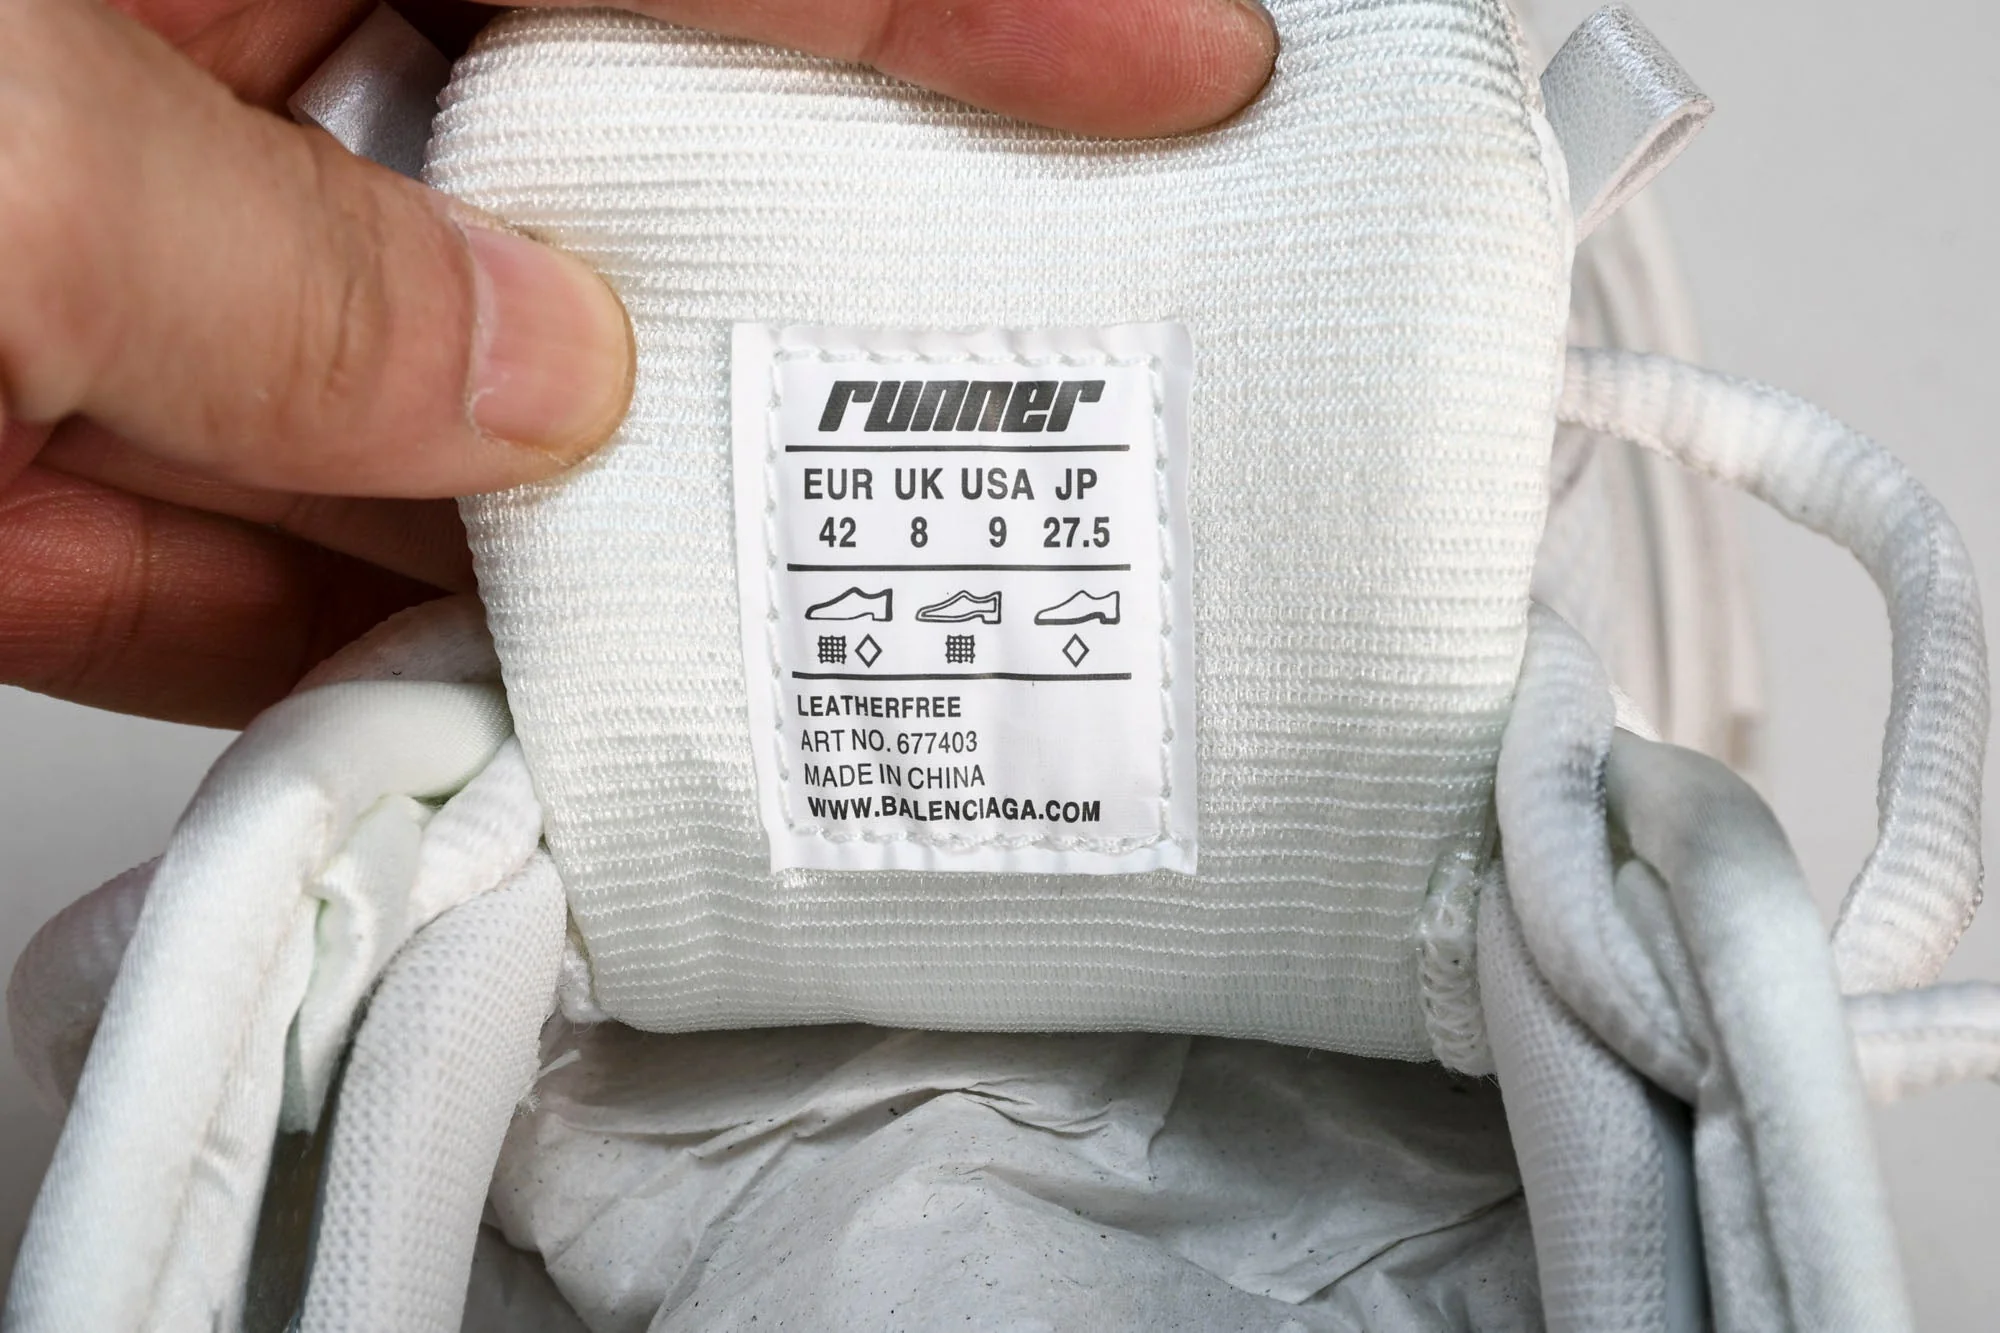 runner
EUR UK USA JP
42 8 9 27.5
LEATHERFREE
ART NO. 677403
MADE IN CHINA
WWW.BALENCIAGA.COM